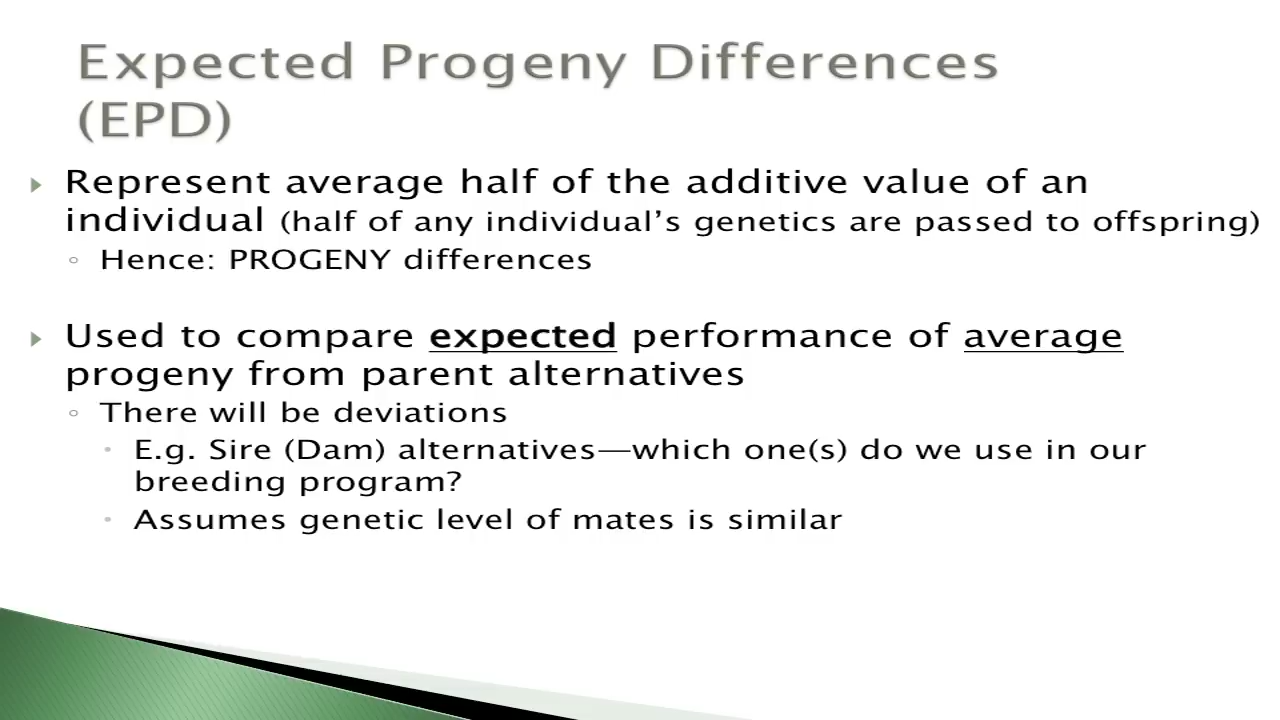 Expected Progeny Differences
(EPD)
Represent average half of the additive value of an
individual (half of any individual’s genetics are passed to offspring)
Hence: PROGENY differences
Used to compare expected performance of average
progeny from parent alternatives
There will be deviations
E.g. Sire (Dam) alternatives—which one(s) do we use in our
breeding program?
Assumes genetic level of mates is similar